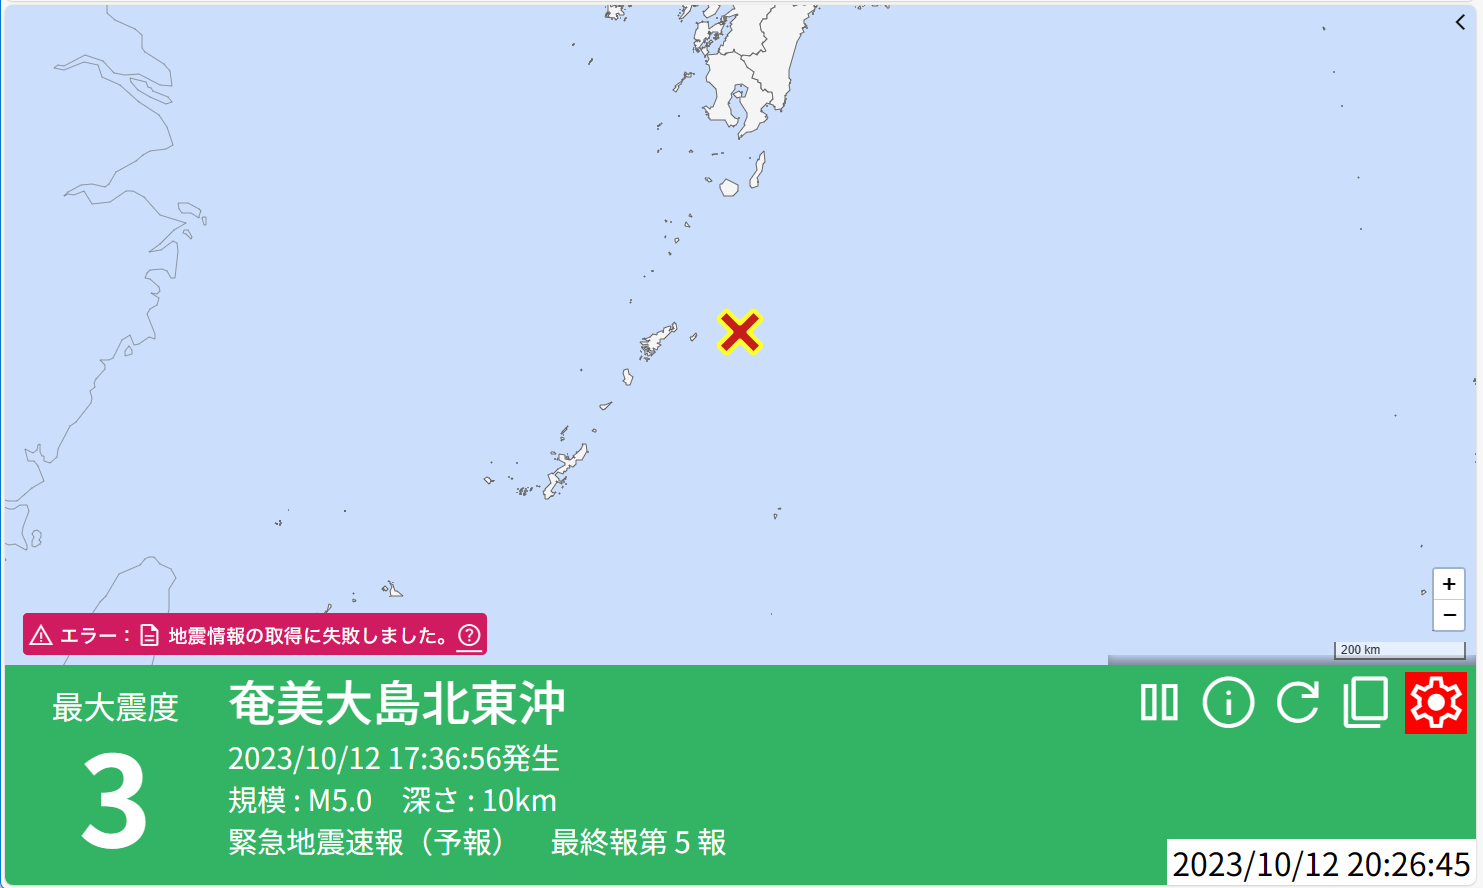 +
−
200 km
エラー： 地震情報の取得に失敗しました。
最大震度
3
奄美大島北東沖
2023/10/12 17:36:56発生
規模 : M5.0　深さ : 10km
緊急地震速報（予報）　最終報第 5 報
2023/10/12 20:26:45